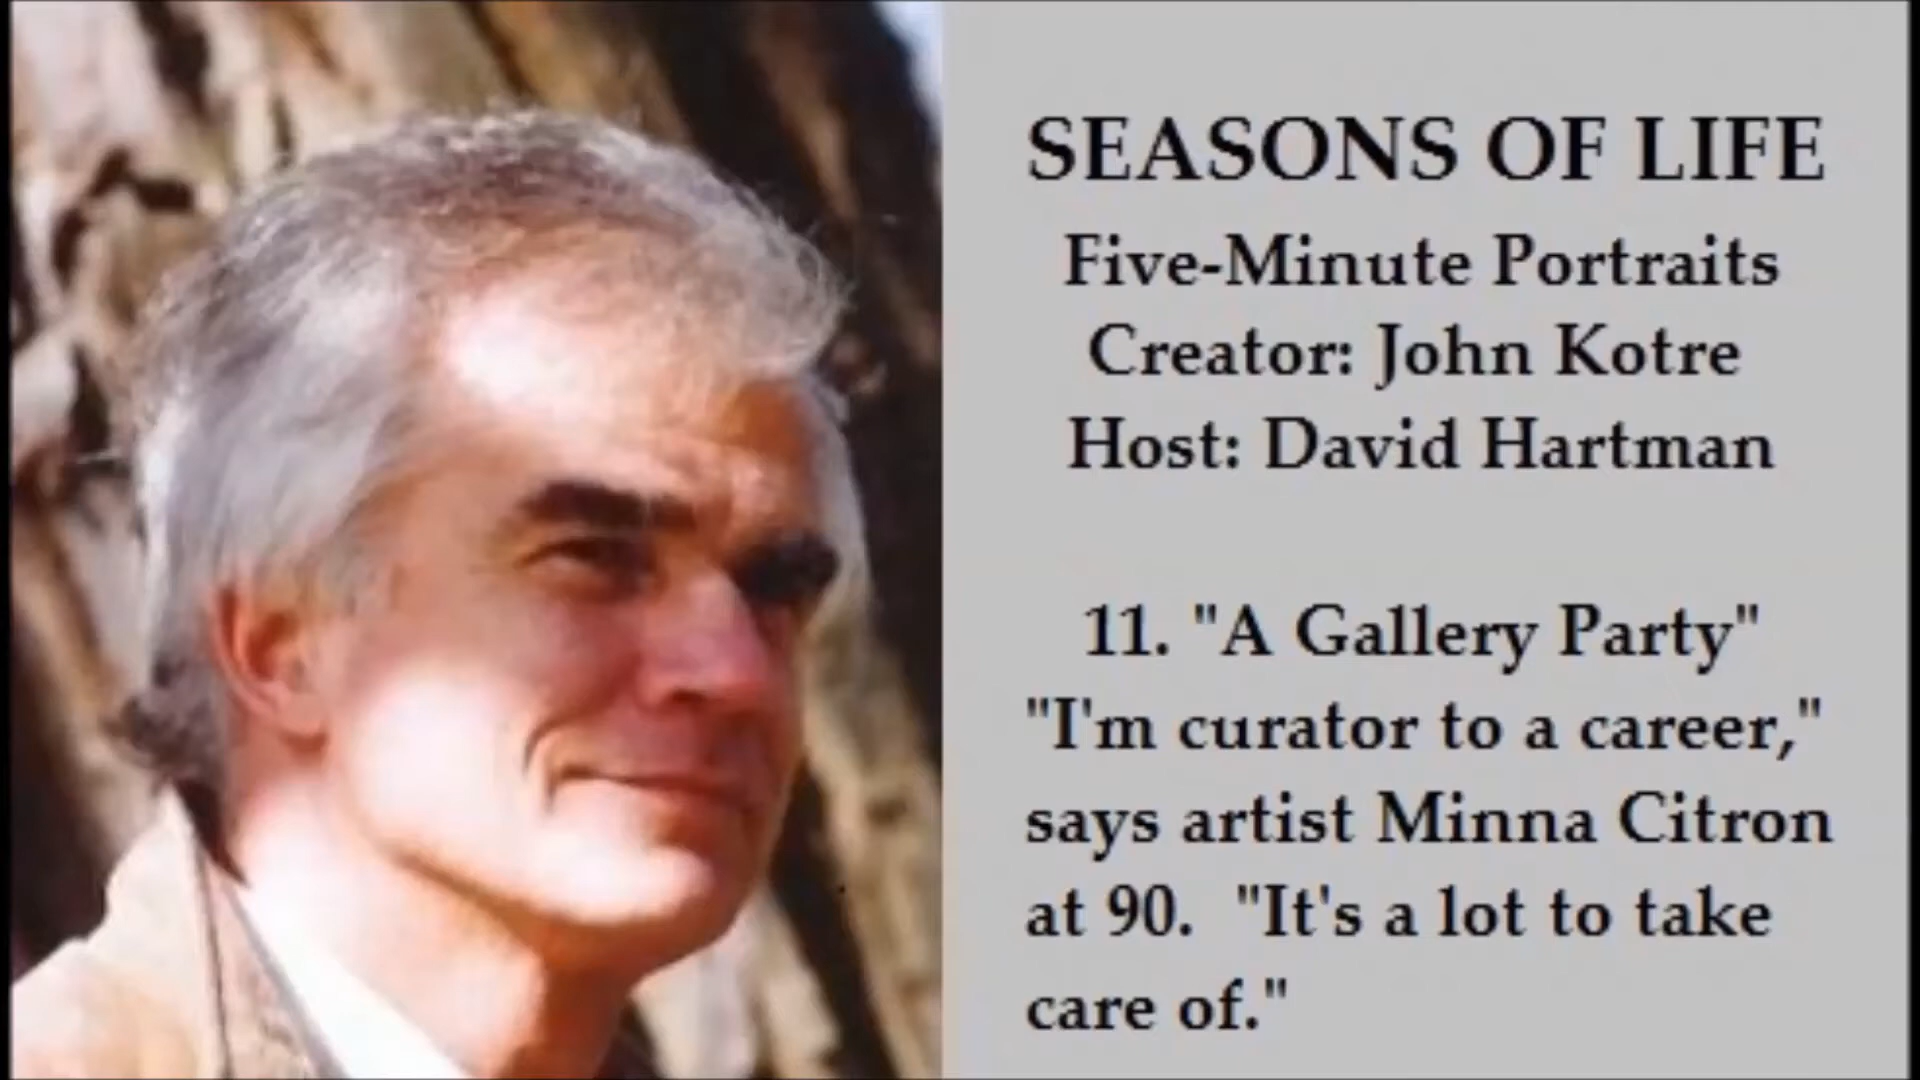 SEASONS OF LIFE
Five-Minute Portraits
Creator: John Kotre
Host: David Hartman
11. "A Gallery Party"
"I'm curator to a career,"
says artist Minna Citron
at 90.  "It's a lot to take
care of."